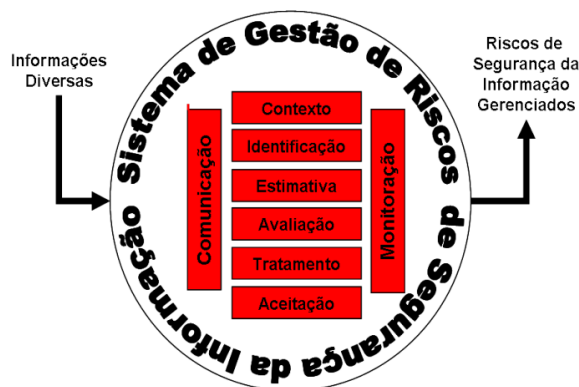 Informações
Diversas
Sistema de Gestão de Riscos de Segurança da Informação
Riscos de
Segurança da
Informação
Gerenciados
Comunicação
Contexto
Identificação
Estimativa
Avaliação
Tratamento
Aceitação
Monitoração